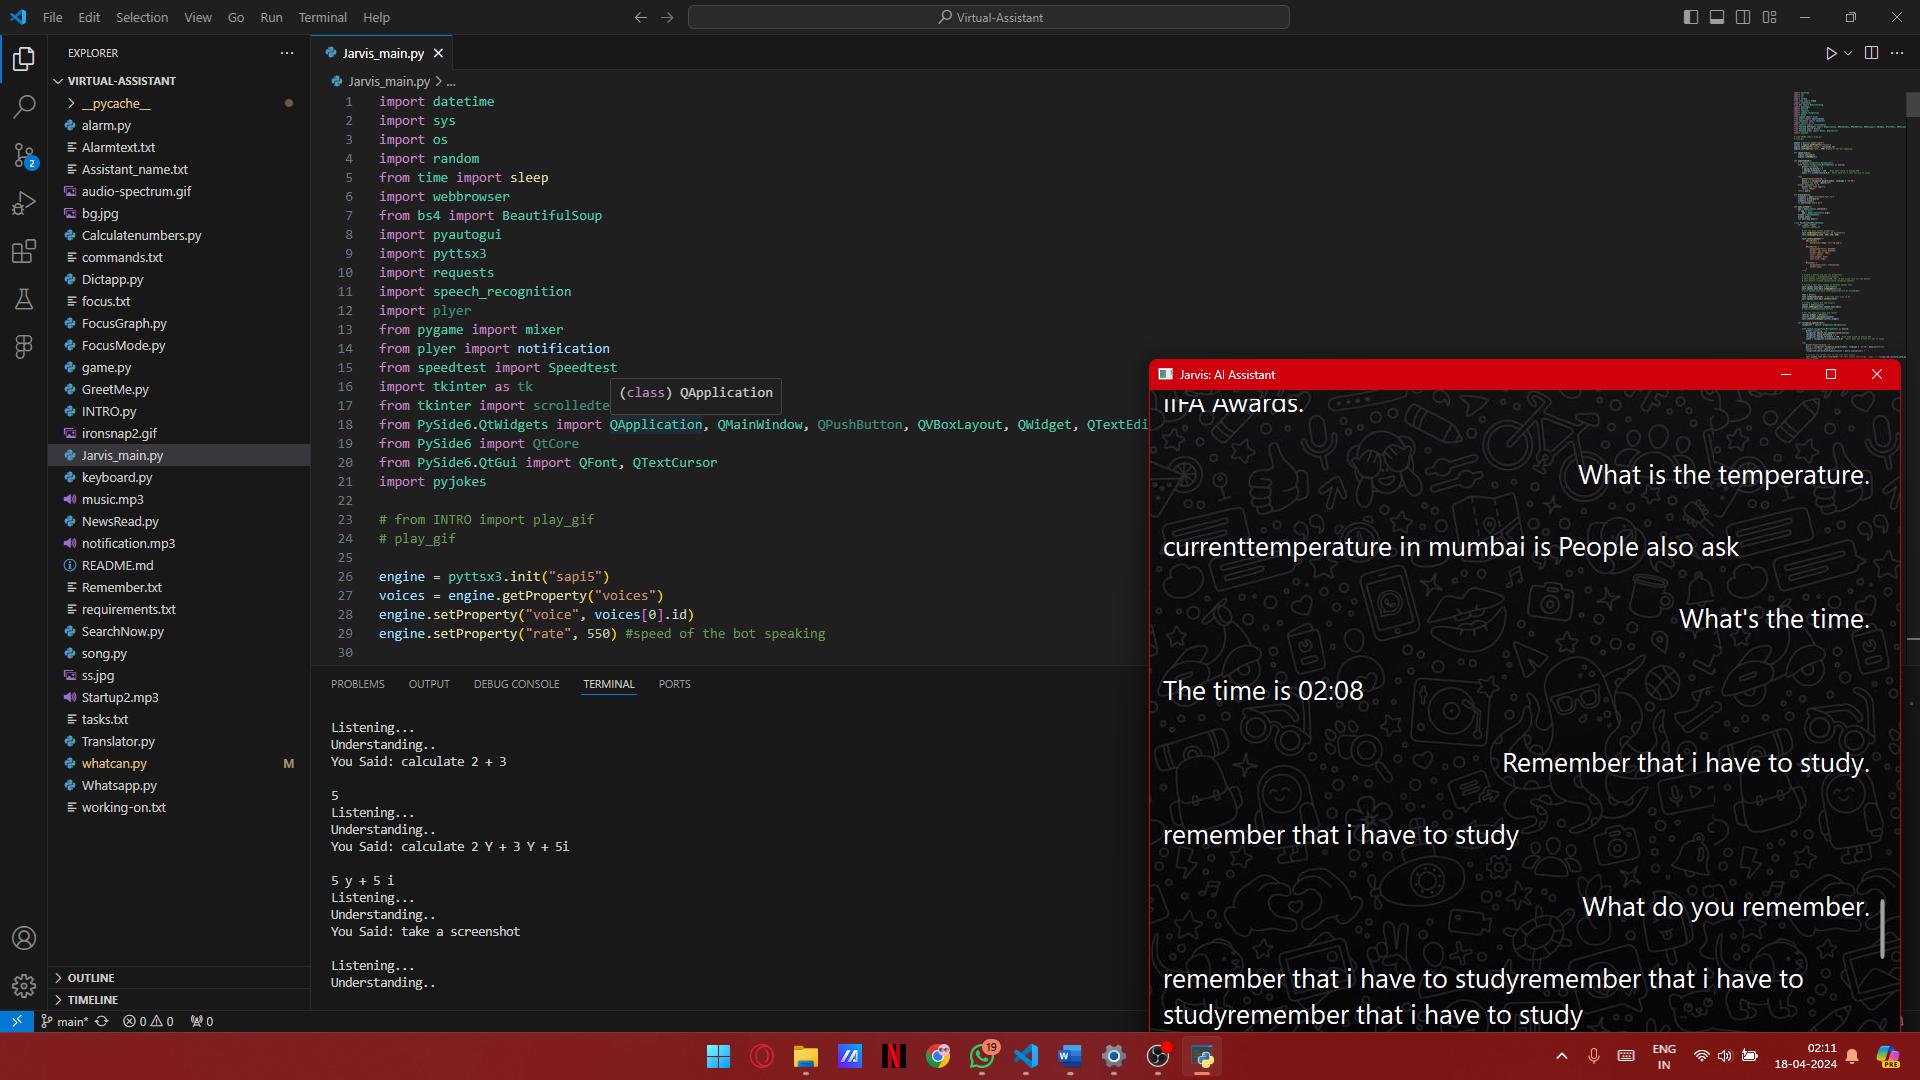 File Edit Selection View Go Run Terminal Help
Virtual-Assistant
EXPLORER
VIRTUAL-ASSISTANT
__pycache__
alarm.py
Alarmtext.txt
Assistant_name.txt
audio-spectrum.gif
bg.jpg
Calculatenumbers.py
commands.txt
Dictapp.py
focus.txt
FocusGraph.py
FocusMode.py
game.py
GreetMe.py
INTRO.py
ironsnap2.gif
Jarvis_main.py
keyboard.py
music.mp3
NewsRead.py
notification.mp3
README.md
Remember.txt
requirements.txt
SearchNow.py
song.py
ss.jpg
Startup2.mp3
tasks.txt
Translator.py
whatcan.py M
Whatsapp.py
working-on.txt
OUTLINE
TIMELINE
2
Jarvis_main.py
Jarvis_main.py > ...
1 import datetime
2 import sys
3 import os
4 import random
5 from time import sleep
6 import webbrowser
7 from bs4 import BeautifulSoup
8 import pyautogui
9 import pyttsx3
10 import requests
11 import speech_recognition
12 import plyer
13 from pygame import mixer
14 from plyer import notification
15 from speedtest import Speedtest
16 import tkinter as tk
17 from tkinter import scrolledte
(class) QApplication
18 from PySide6.QtWidgets import QApplication, QMainWindow, QPushButton, QVBoxLayout, QWidget, QTextEdi
19 from PySide6 import QtCore
20 from PySide6.QtGui import QFont, QTextCursor
21 import pyjokes
22
23 # from INTRO import play_gif
24 # play_gif
25
26 engine = pyttsx3.init("sapi5")
27 voices = engine.getProperty("voices")
28 engine.setProperty("voice", voices[0].id)
29 engine.setProperty("rate", 550) #speed of the bot speaking
30
PROBLEMS OUTPUT DEBUG CONSOLE TERMINAL PORTS
Listening...
Understanding..
You Said: calculate 2 + 3
5
Listening...
Understanding..
You Said: calculate 2 Y + 3 Y + 5i
5 y + 5 i
Listening...
Understanding..
You Said: take a screenshot
Listening...
Understanding..
Jarvis: AI Assistant
IIFA Awards.
What is the temperature.
currenttemperature in mumbai is People also ask
What's the time.
The time is 02:08
Remember that i have to study.
remember that i have to study
What do you remember.
remember that i have to studyremember that i have to
studyremember that i have to study
main* 0 0 0
19
ENG
IN
02:11
18-04-2024
PRE